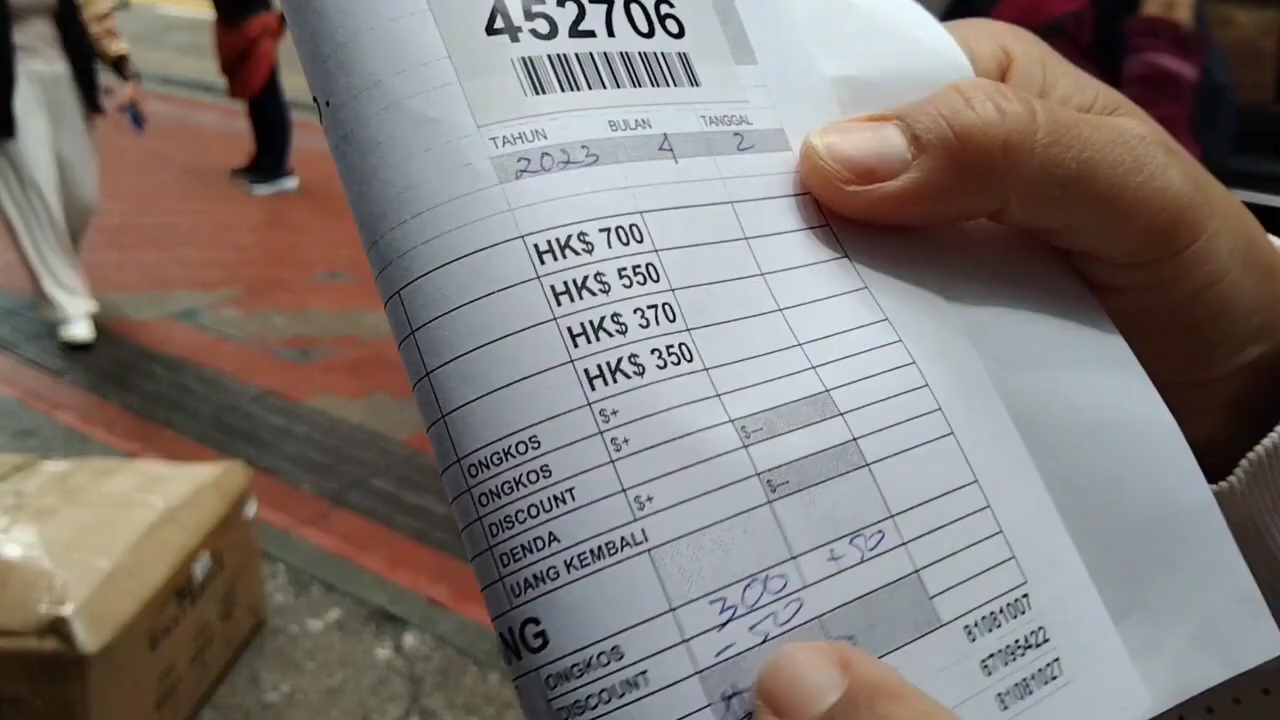 452706
TAHUN BULAN TANGGAL
2023 4 2
HK$ 700
HK$ 550
HK$ 370
HK$ 350
ONGKOS $+
ONGKOS $+ $—
DISCOUNT
DENDA $+ $—
UANG KEMBALI
NG
ONGKOS 300 +50
DISCOUNT - 50
81081007
67095422
81081027